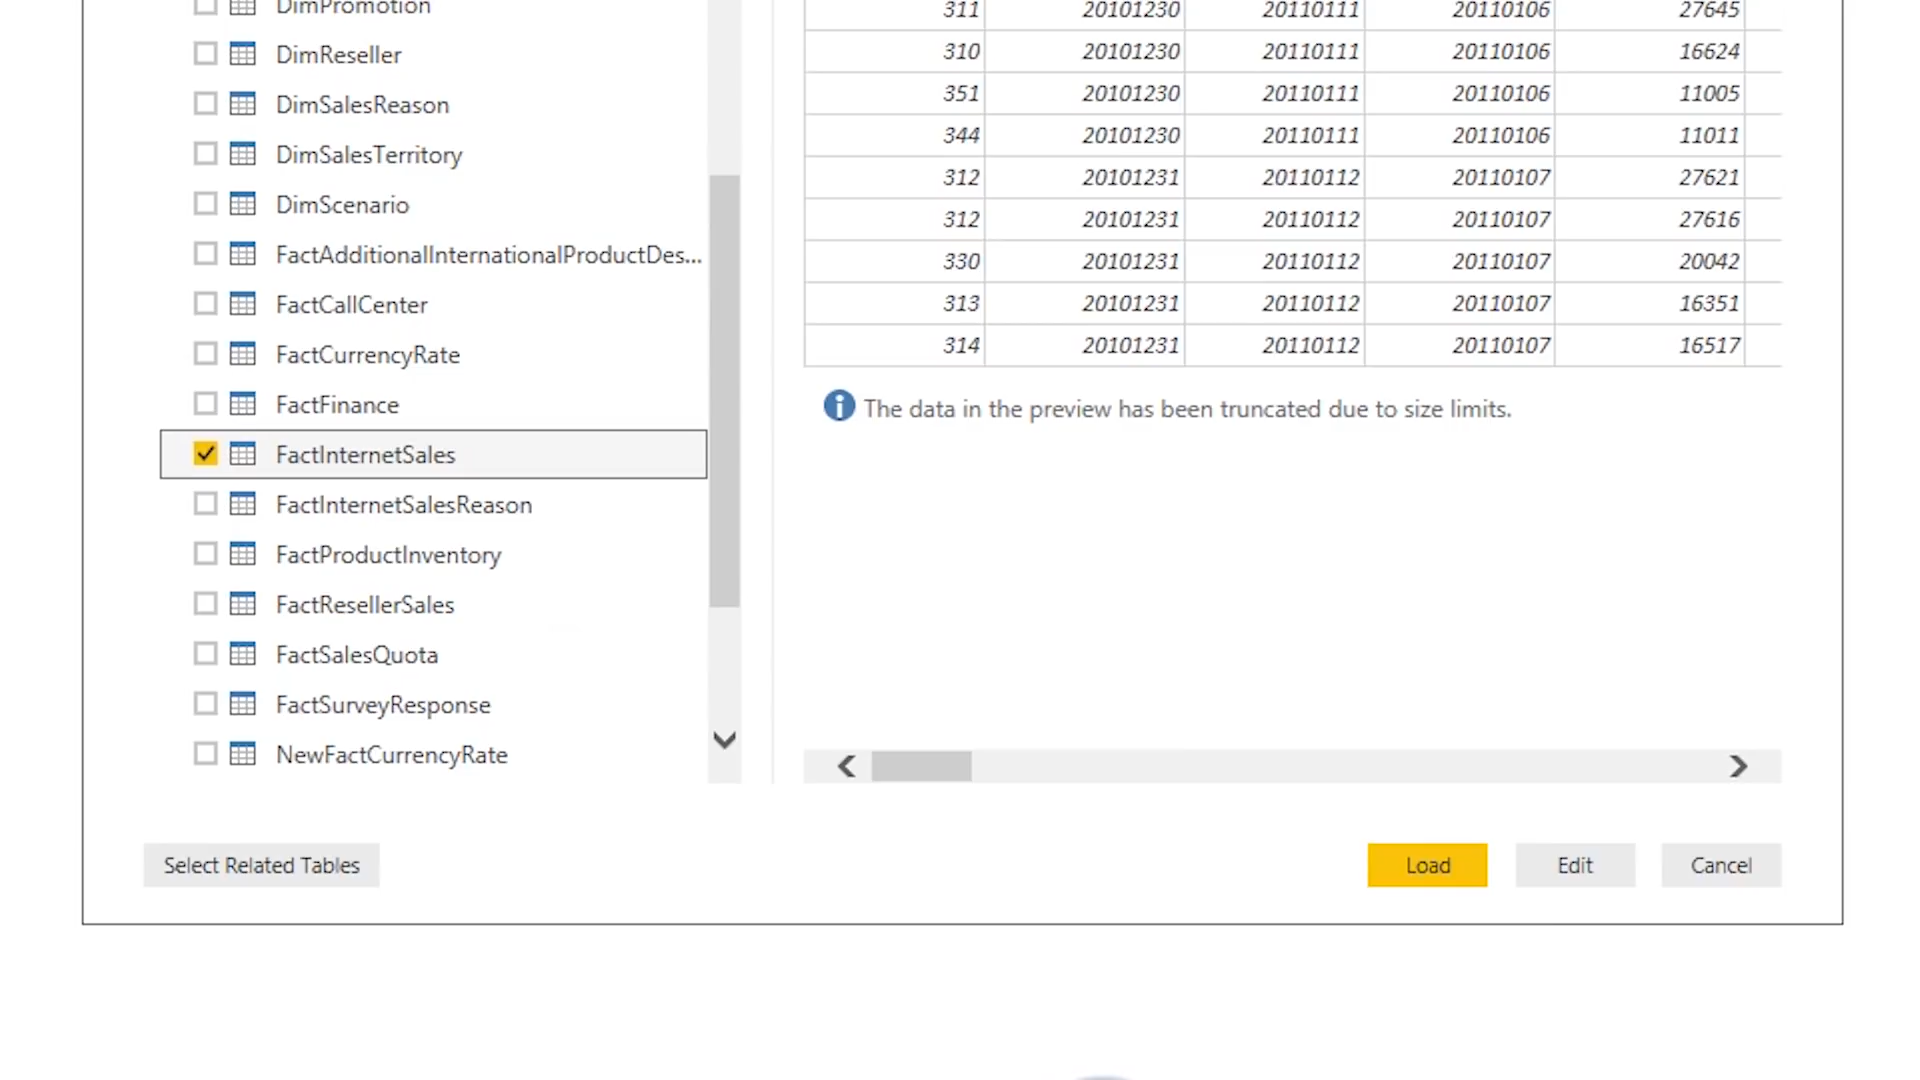 DimPromotion
DimReseller
DimSalesReason
DimSalesTerritory
DimScenario
FactAdditionalInternationalProductDes...
FactCallCenter
FactCurrencyRate
FactFinance
FactInternetSales
FactInternetSalesReason
FactProductInventory
FactResellerSales
FactSalesQuota
FactSurveyResponse
NewFactCurrencyRate
311 20101230 20110111 20110106 27645
310 20101230 20110111 20110106 16624
351 20101230 20110111 20110106 11005
344 20101230 20110111 20110106 11011
312 20101231 20110112 20110107 27621
312 20101231 20110112 20110107 27616
330 20101231 20110112 20110107 20042
313 20101231 20110112 20110107 16351
314 20101231 20110112 20110107 16517
The data in the preview has been truncated due to size limits.
Select Related Tables
Load Edit Cancel